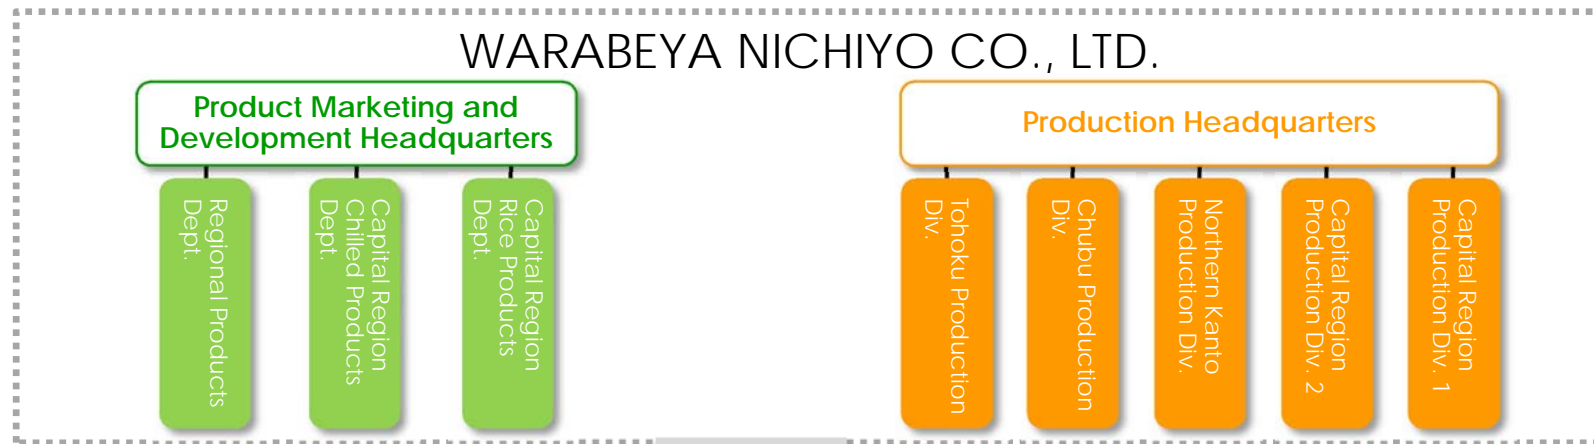 WARABEYA NICHIYO CO., LTD.
Product Marketing and
Development Headquarters
Regional Products
Dept.
Capital Region
Chilled Products
Dept.
Capital Region
Rice Products
Dept.
Production Headquarters
Tohoku Production
Div.
Chubu Production
Div.
Northern Kanto
Production Div.
Capital Region
Production Div. 2
Capital Region
Production Div. 1